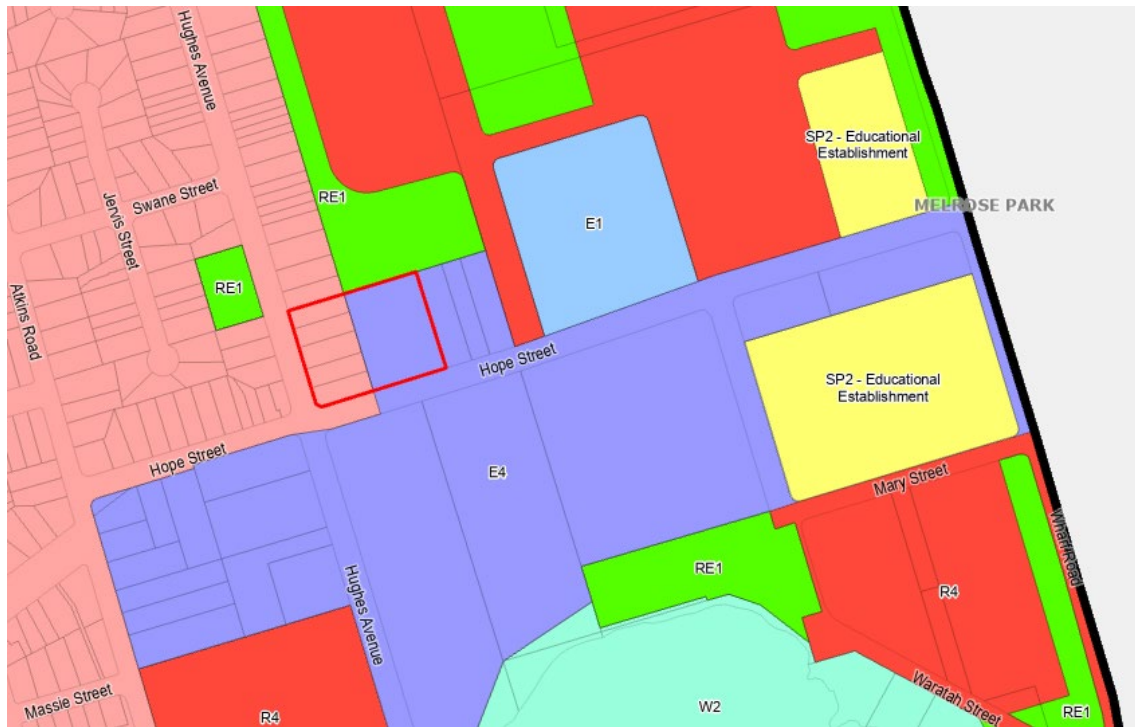 Hughes Avenue
SP2 - Educational
Establishment
Jervis Street
Swane Street
RE1
MELROSE PARK
E1
RE1
Atkins Road
Hope Street
SP2 - Educational
Establishment
Hope Street
E4
Mary Street
Wharf Road
Hughes Avenue
RE1
R4
Massie Street
Waratah Street
R4
W2
RE1